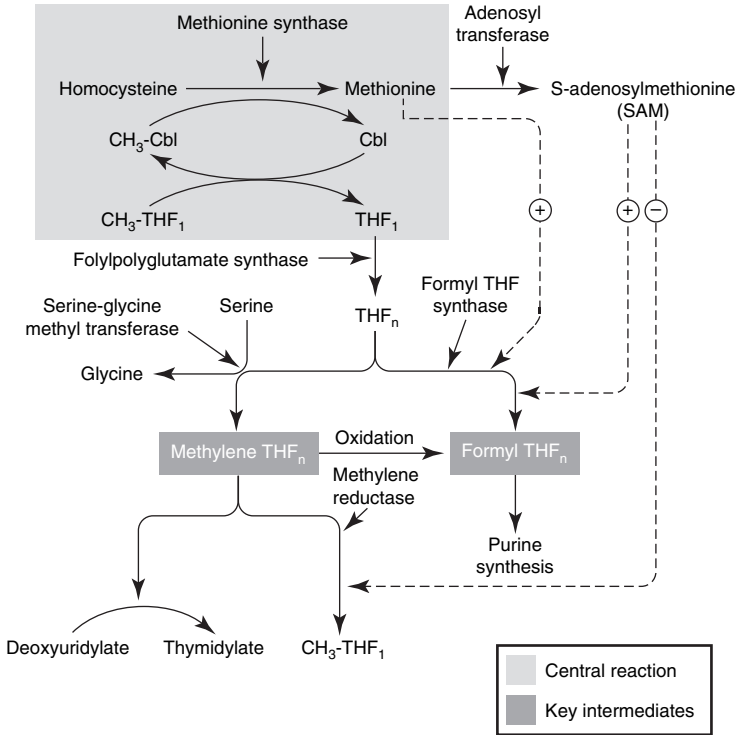 Methionine synthase
Adenosyl
transferase
Homocysteine
Methionine
S-adenosylmethionine
(SAM)
CH₃-Cbl
Cbl
CH₃-THF₁
THF₁
+
+
−
Folylpolyglutamate synthase
Serine-glycine
methyl transferase
Serine
THFₙ
Formyl THF
synthase
Glycine
Methylene THFₙ
Oxidation
Formyl THFₙ
Methylene
reductase
Purine
synthesis
Deoxyuridylate
Thymidylate
CH₃-THF₁
Central reaction
Key intermediates